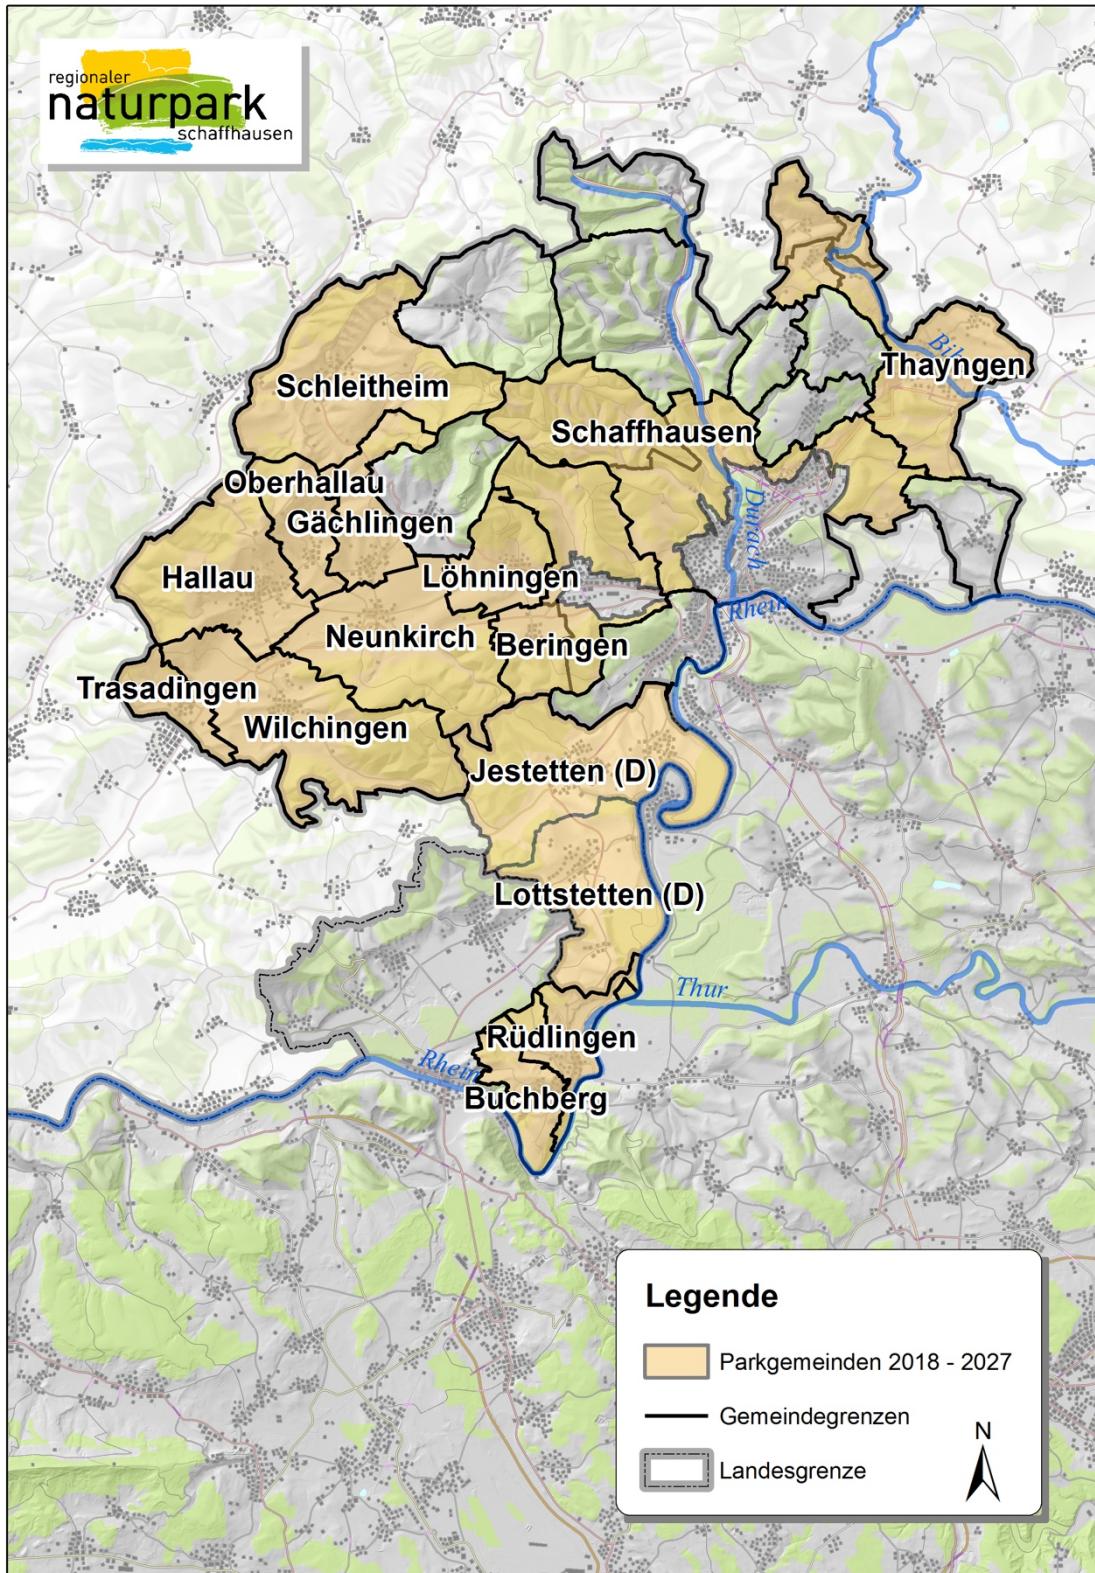 regionaler
naturpark
schaffhausen
Schleitheim
Thayngen
Schaffhausen
Oberhallau
Gächlingen
Hallau
Löhningen
Durach
Rhein
Neunkirch
Beringen
Trasadingen
Wilchingen
Jestetten (D)
Lottstetten (D)
Thur
Rüdlingen
Rhein
Buchberg
Legende
Parkgemeinden 2018 - 2027
Gemeindegrenzen
Landesgrenze
N